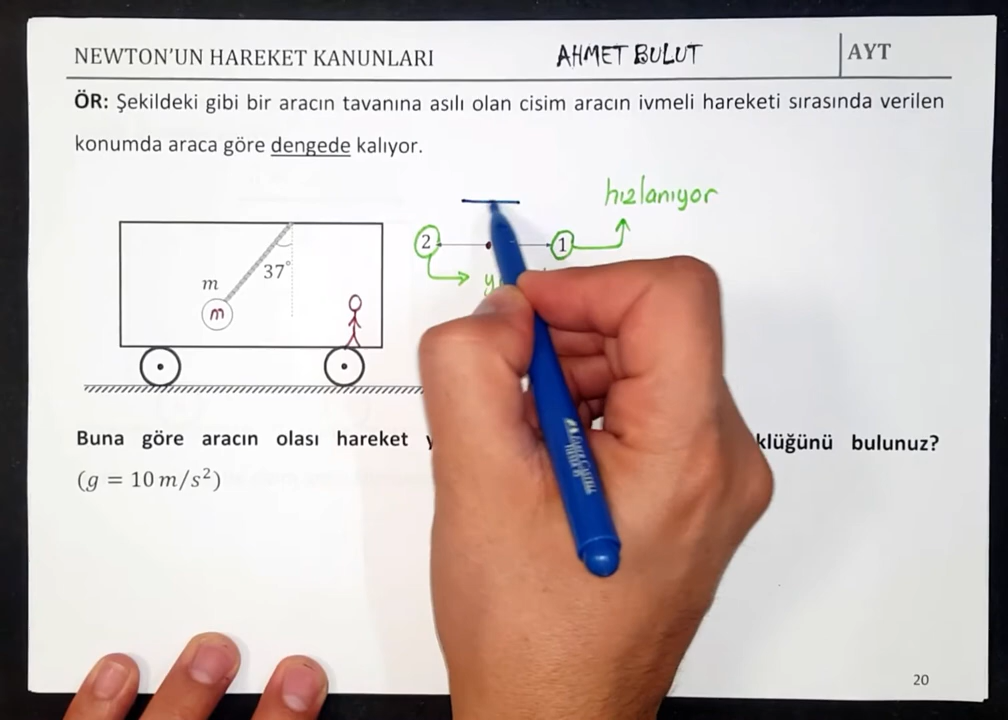 NEWTON'UN HAREKET KANUNLARI AHMET BULUT AYT
ÖR: Şekildeki gibi bir aracın tavanına asılı olan cisim aracın ivmeli hareketi sırasında verilen
konumda araca göre dengede kalıyor.
hızlanıyor
2 1
37°
m
m
Buna göre aracın olası hareket bulunuz?
(g = 10 m/s²)
20